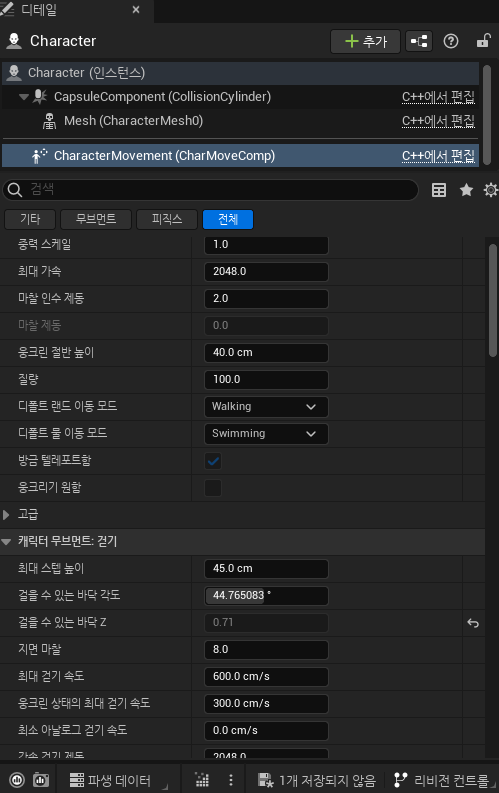 디테일
Character
추가
Character (인스턴스)
CapsuleComponent (CollisionCylinder) C++에서 편집
Mesh (CharacterMesh0) C++에서 편집
CharacterMovement (CharMoveComp) C++에서 편집
검색
기타 무브먼트 피직스 전체
중력 스케일 1.0
최대 가속 2048.0
마찰 인수 제동 2.0
마찰 제동 0.0
웅크린 절반 높이 40.0 cm
질량 100.0
디폴트 랜드 이동 모드 Walking
디폴트 물 이동 모드 Swimming
방금 텔레포트함
웅크리기 원함
고급
캐릭터 무브먼트: 걷기
최대 스텝 높이 45.0 cm
걸을 수 있는 바닥 각도 44.765083 °
걸을 수 있는 바닥 Z 0.71
지면 마찰 8.0
최대 걷기 속도 600.0 cm/s
웅크린 상태의 최대 걷기 속도 300.0 cm/s
최소 아날로그 걷기 속도 0.0 cm/s
감속 걷기 제동 2048.0
파생 데이터 1개 저장되지 않음 리비전 컨트롤